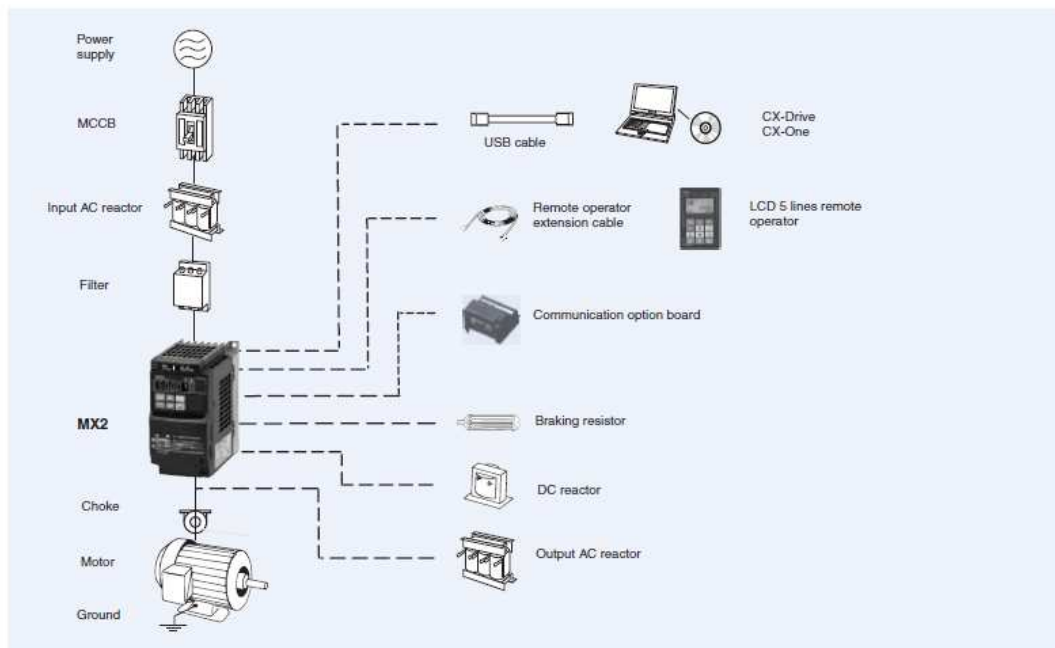 Power
supply
MCCB
Input AC reactor
Filter
MX2
Choke
Motor
Ground
USB cable
CX-Drive
CX-One
Remote operator
extension cable
LCD 5 lines remote
operator
Communication option board
Braking resistor
DC reactor
Output AC reactor